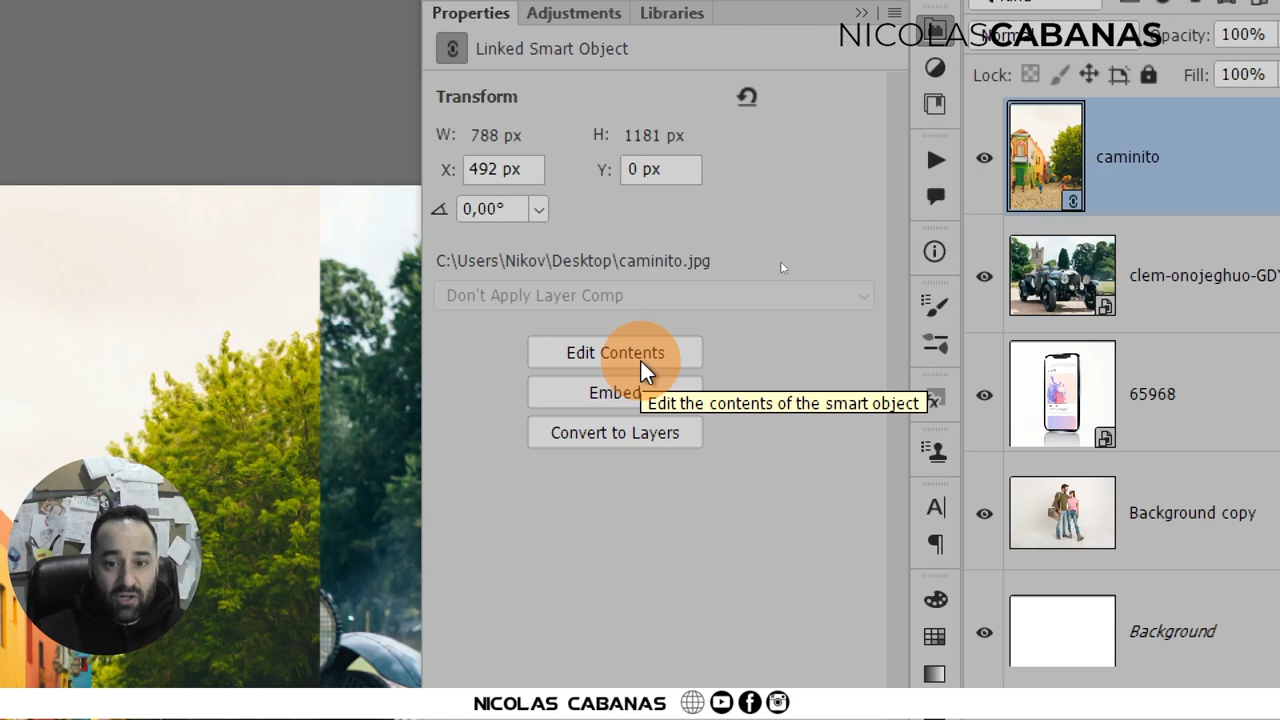 Properties
Adjustments
Libraries
NICOLAS CABANAS
Linked Smart Object
Opacity: 100%
Lock:
Fill: 100%
Transform
W: 788 px H: 1181 px
X: 492 px Y: 0 px
0,00°
C:\Users\Nikov\Desktop\caminito.jpg
Don't Apply Layer Comp
Edit Contents
Embed
Edit the contents of the smart object
Convert to Layers
caminito
clem-onojeghuo-GD
65968
Background copy
Background
NICOLAS CABANAS